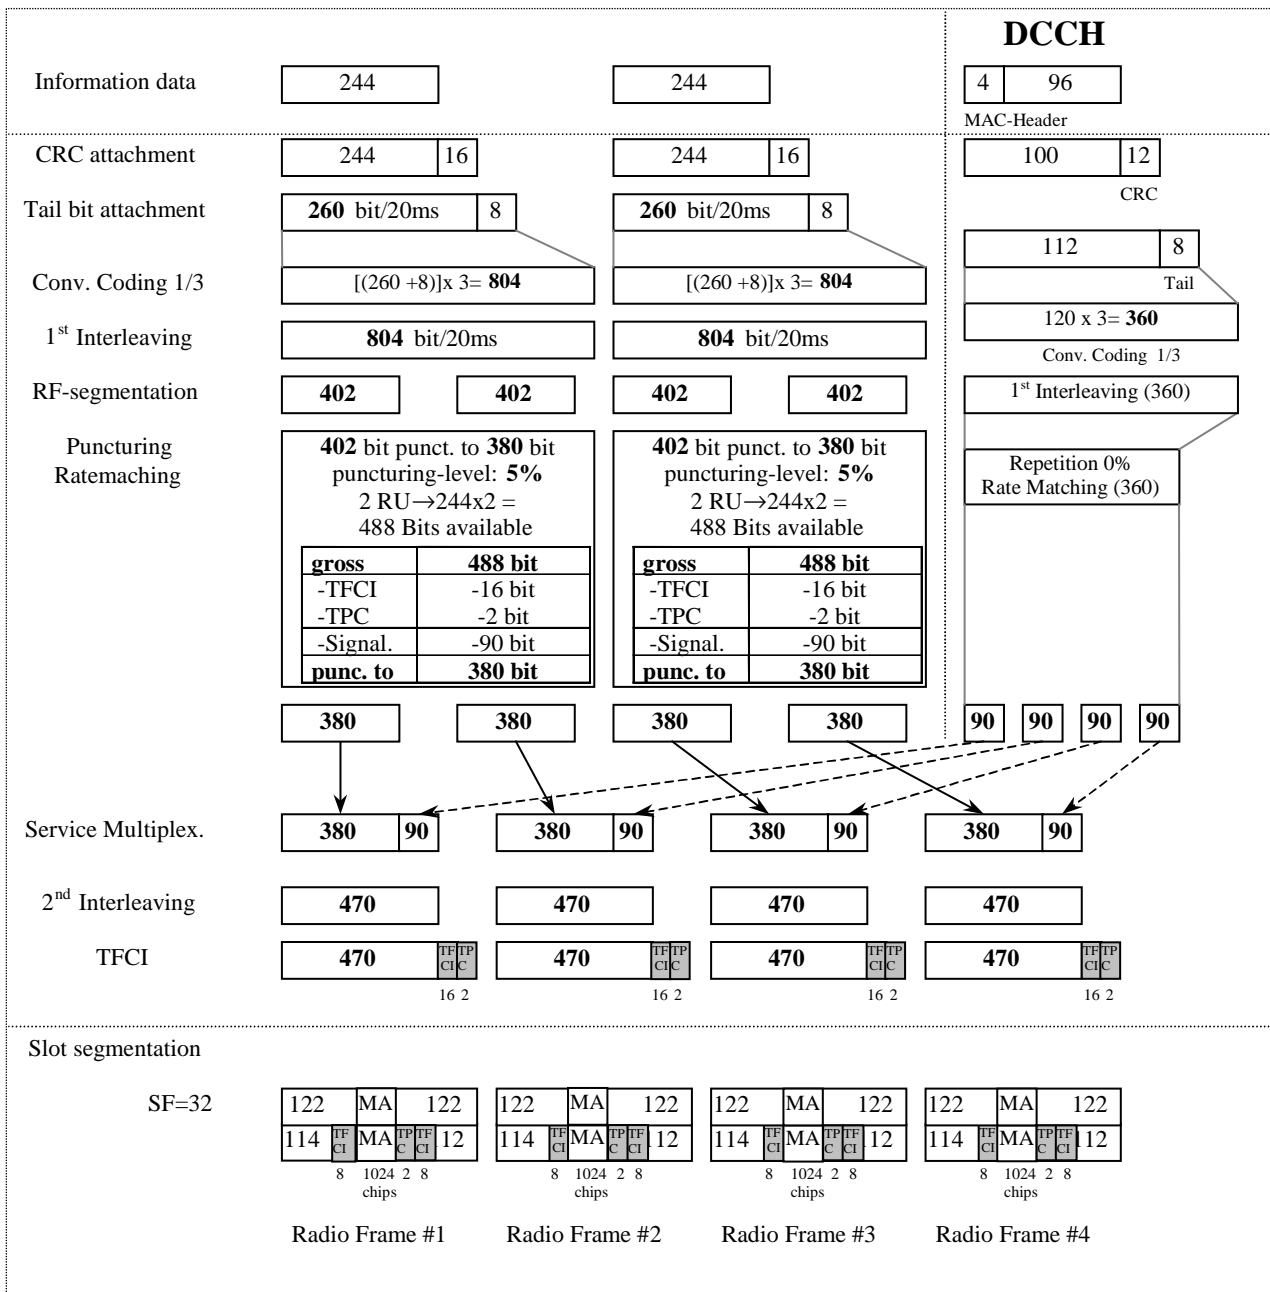 DCCH
Information data 244 244 4 96
MAC-Header
CRC attachment 244 16 244 16 100 12
CRC
Tail bit attachment 260 bit/20ms 8 260 bit/20ms 8
112 8
Tail
Conv. Coding 1/3 [(260 +8)]x 3= 804 [(260 +8)]x 3= 804
120 x 3= 360
Conv. Coding 1/3
1st Interleaving 804 bit/20ms 804 bit/20ms
RF-segmentation 402 402 402 402 1st Interleaving (360)
Puncturing
Ratemaching
402 bit punct. to 380 bit
puncturing-level: 5%
2 RU→244x2 =
488 Bits available
gross 488 bit
-TFCI -16 bit
-TPC -2 bit
-Signal. -90 bit
punc. to 380 bit
402 bit punct. to 380 bit
puncturing-level: 5%
2 RU→244x2 =
488 Bits available
gross 488 bit
-TFCI -16 bit
-TPC -2 bit
-Signal. -90 bit
punc. to 380 bit
Repetition 0%
Rate Matching (360)
380 380 380 380 90 90 90 90
Service Multiplex. 380 90 380 90 380 90 380 90
2nd Interleaving 470 470 470 470
TFCI 470 TFCI TPC 470 TFCI TPC 470 TFCI TPC 470 TFCI TPC
16 2 16 2 16 2 16 2
Slot segmentation
SF=32 122 MA 122 122 MA 122 122 MA 122 122 MA 122
114 TFCI MA TPC TFCI 112 114 TFCI MA TPC TFCI 112 114 TFCI MA TPC TFCI 112 114 TFCI MA TPC TFCI 112
8 1024 2 8 8 1024 2 8 8 1024 2 8 8 1024 2 8
chips chips chips chips
Radio Frame #1 Radio Frame #2 Radio Frame #3 Radio Frame #4